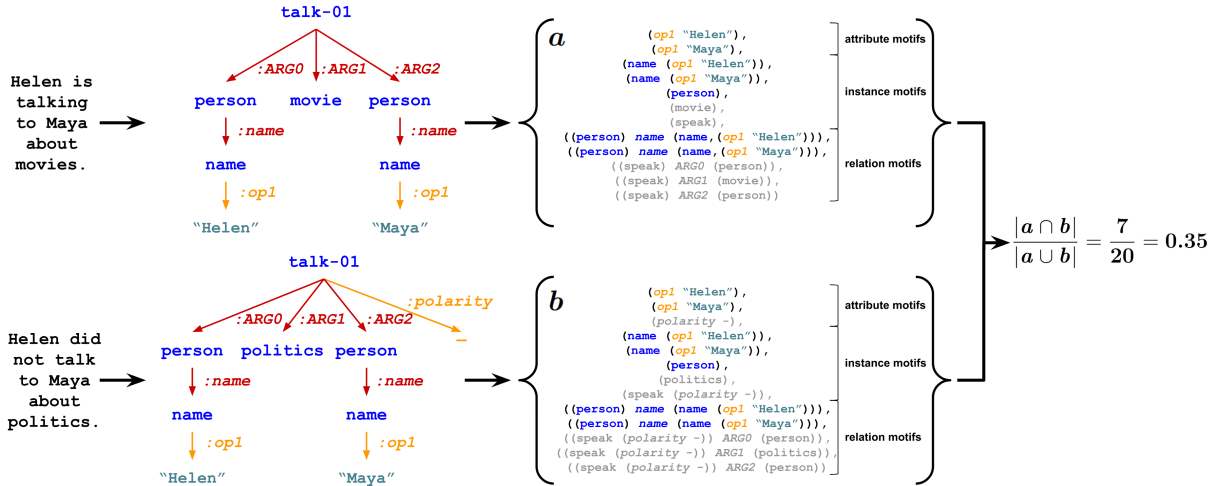 Helen is
talking
to Maya
about
movies.
talk-01
:ARG0 :ARG1 :ARG2
person movie person
:name :name
name name
:op1 :op1
“Helen” “Maya”
a
(op1 “Helen”),
(op1 “Maya”),
attribute motifs
(name (op1 “Helen”)),
(name (op1 “Maya”)),
(person),
(movie),
(speak),
instance motifs
((person) name (name,(op1 “Helen”))),
((person) name (name,(op1 “Maya”))),
((speak) ARG0 (person)),
((speak) ARG1 (movie)),
((speak) ARG2 (person))
relation motifs
Helen did
not talk
to Maya
about
politics.
talk-01
:polarity
:ARG0 :ARG1 :ARG2
–
person politics person
:name :name
name name
:op1 :op1
“Helen” “Maya”
b
(op1 “Helen”),
(op1 “Maya”),
(polarity -),
attribute motifs
(name (op1 “Helen”)),
(name (op1 “Maya”)),
(person),
(politics),
(speak (polarity -)),
instance motifs
((person) name (name (op1 “Helen”))),
((person) name (name (op1 “Maya”))),
((speak (polarity -)) ARG0 (person)),
((speak (polarity -)) ARG1 (politics)),
((speak (polarity -)) ARG2 (person))
relation motifs
|a ∩ b| / |a ∪ b| = 7 / 20 = 0.35